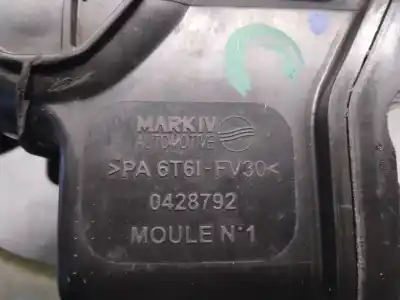 MARK IV
AUTOMOTIVE
>PA 6T6I-FV30<
0428792
MOULE N°1